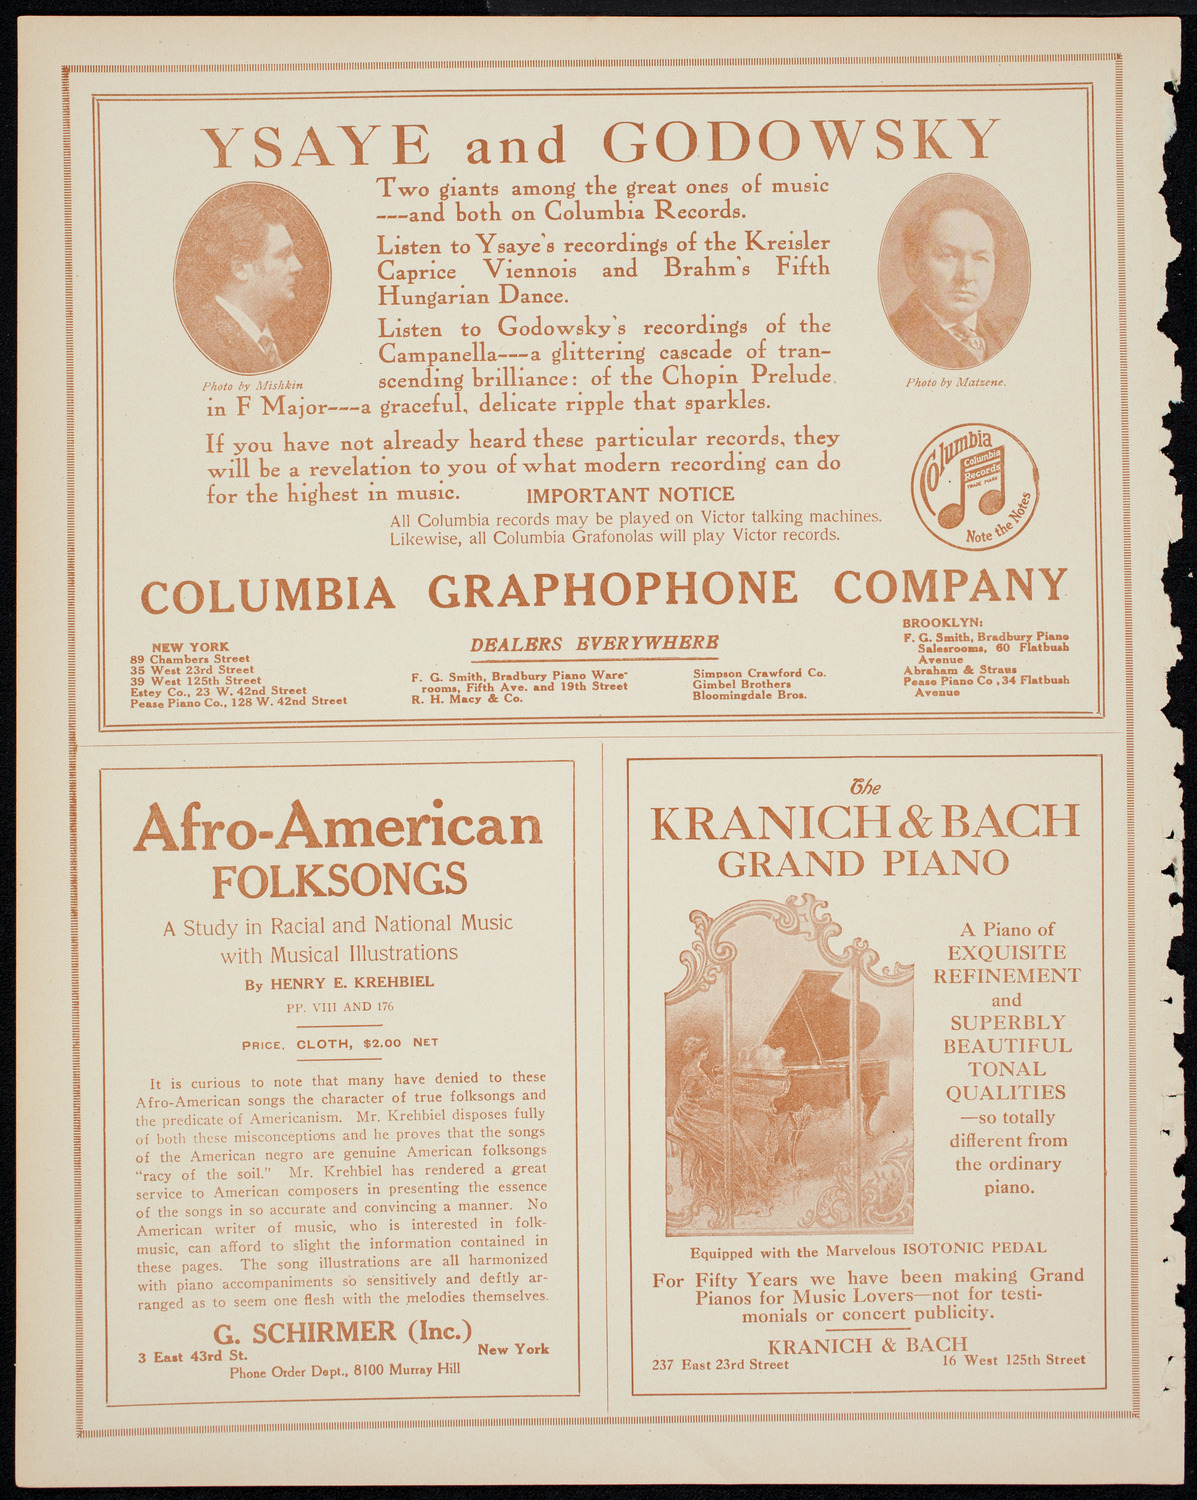 YSAYE and GODOWSKY
Two giants among the great ones of music
---and both on Columbia Records.
Listen to Ysaye's recordings of the Kreisler
Caprice Viennois and Brahm's Fifth
Hungarian Dance.
Listen to Godowsky's recordings of the
Campanella---a glittering cascade of tran-
scending brilliance: of the Chopin Prelude
in F Major---a graceful, delicate ripple that sparkles.
Photo by Mishkin
Photo by Matzene.
If you have not already heard these particular records, they
will be a revelation to you of what modern recording can do
for the highest in music.
IMPORTANT NOTICE
All Columbia records may be played on Victor talking machines.
Likewise, all Columbia Grafonolas will play Victor records.
Columbia
Columbia
Records
TRADE MARK
Note the Notes
COLUMBIA GRAPHOPHONE COMPANY
NEW YORK
89 Chambers Street
35 West 23rd Street
39 West 125th Street
Estey Co., 23 W. 42nd Street
Pease Piano Co., 128 W. 42nd Street
DEALERS EVERYWHERE
F. G. Smith, Bradbury Piano Ware-
rooms, Fifth Ave. and 19th Street
R. H. Macy & Co.
Simpson Crawford Co.
Gimbel Brothers
Bloomingdale Bros.
BROOKLYN:
F. G. Smith, Bradbury Piano
Salesrooms, 60 Flatbush
Avenue
Abraham & Straus
Pease Piano Co., 34 Flatbush
Avenue
Afro-American
FOLKSONGS
A Study in Racial and National Music
with Musical Illustrations
By HENRY E. KREHBIEL
PP. VIII AND 176
PRICE, CLOTH, $2.00 NET
It is curious to note that many have denied to these
Afro-American songs the character of true folksongs and
the predicate of Americanism. Mr. Krehbiel disposes fully
of both these misconceptions and he proves that the songs
of the American negro are genuine American folksongs
"racy of the soil." Mr. Krehbiel has rendered a great
service to American composers in presenting the essence
of the songs in so accurate and convincing a manner. No
American writer of music, who is interested in folk-
music, can afford to slight the information contained in
these pages. The song illustrations are all harmonized
with piano accompaniments so sensitively and deftly ar-
ranged as to seem one flesh with the melodies themselves.
G. SCHIRMER (Inc.)
3 East 43rd St. New York
Phone Order Dept., 8100 Murray Hill
The
KRANICH & BACH
GRAND PIANO
A Piano of
EXQUISITE
REFINEMENT
and
SUPERBLY
BEAUTIFUL
TONAL
QUALITIES
—so totally
different from
the ordinary
piano.
Equipped with the Marvelous ISOTONIC PEDAL
For Fifty Years we have been making Grand
Pianos for Music Lovers—not for testi-
monials or concert publicity.
KRANICH & BACH
237 East 23rd Street 16 West 125th Street